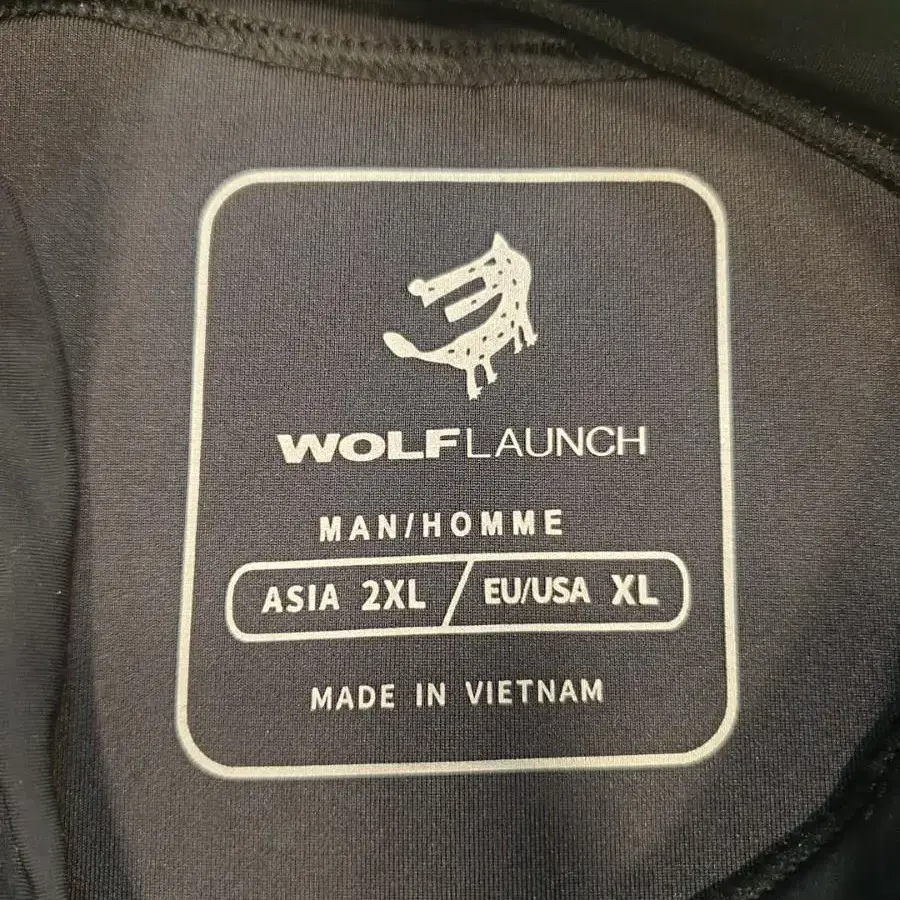 WOLFLAUNCH
MAN/HOMME
ASIA 2XL / EU/USA XL
MADE IN VIETNAM